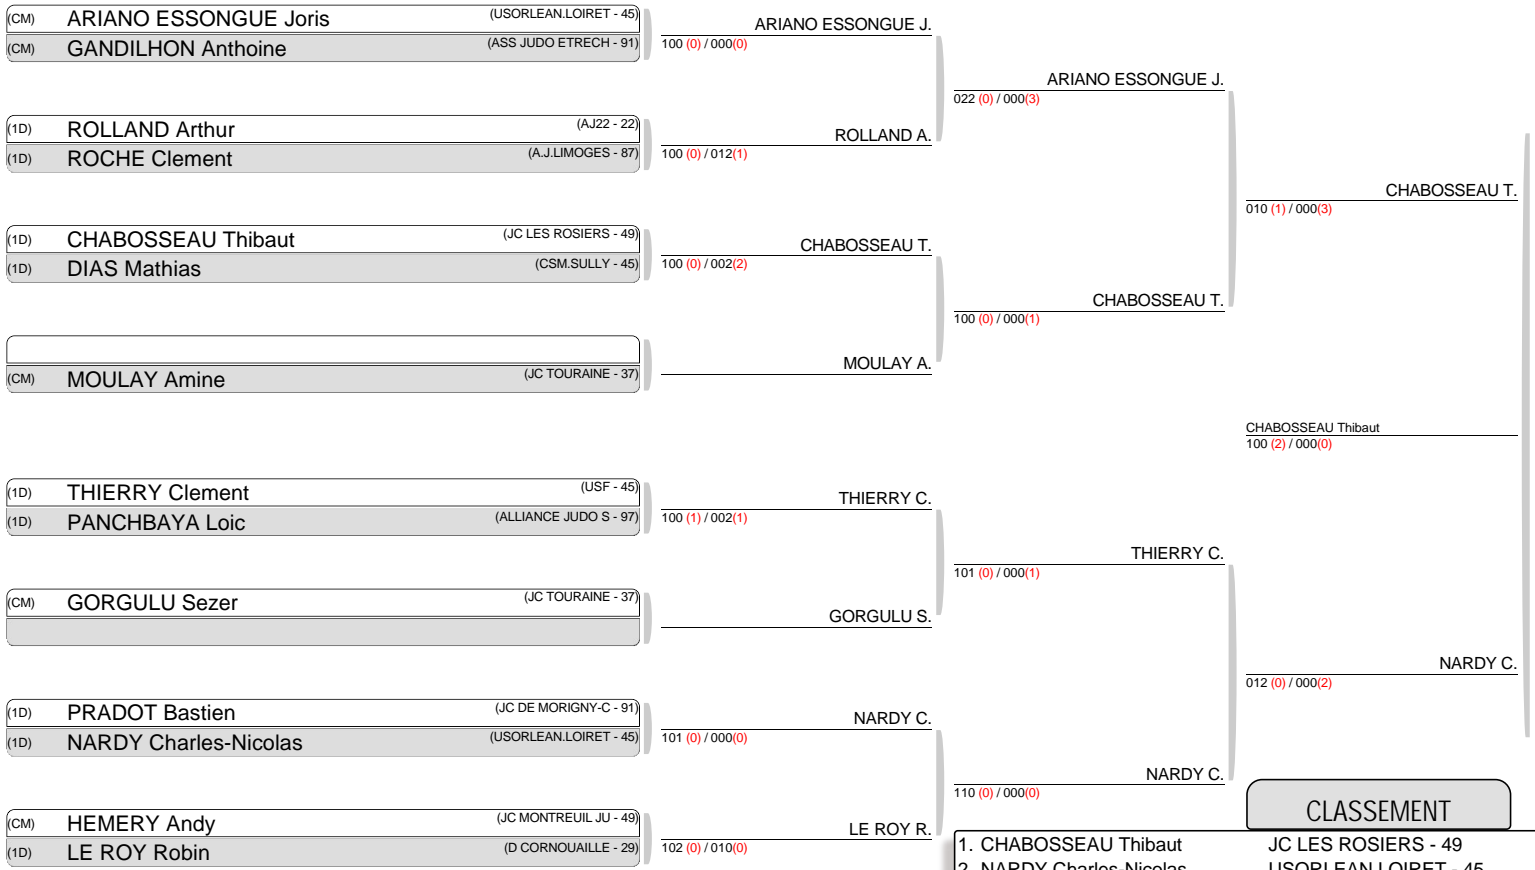 (CM) ARIANO ESSONGUE Joris (USORLEAN.LOIRET - 45)
(CM) GANDILHON Anthoine (ASS JUDO ETRECH - 91)
(1D) ROLLAND Arthur (AJ22 - 22)
(1D) ROCHE Clement (A.J.LIMOGES - 87)
(1D) CHABOSSEAU Thibaut (JC LES ROSIERS - 49)
(1D) DIAS Mathias (CSM.SULLY - 45)
(CM) MOULAY Amine (JC TOURAINE - 37)
(1D) THIERRY Clement (USF - 45)
(1D) PANCHBAYA Loic (ALLIANCE JUDO S - 97)
(CM) GORGULU Sezer (JC TOURAINE - 37)
(1D) PRADOT Bastien (JC DE MORIGNY-C - 91)
(1D) NARDY Charles-Nicolas (USORLEAN.LOIRET - 45)
(CM) HEMERY Andy (JC MONTREUIL JU - 49)
(1D) LE ROY Robin (D CORNOUAILLE - 29)
ARIANO ESSONGUE J.
100 (0) / 000(0)
ROLLAND A.
100 (0) / 012(1)
CHABOSSEAU T.
100 (0) / 002(2)
MOULAY A.
THIERRY C.
100 (1) / 002(1)
GORGULU S.
NARDY C.
101 (0) / 000(0)
LE ROY R.
102 (0) / 010(0)
ARIANO ESSONGUE J.
022 (0) / 000(3)
CHABOSSEAU T.
100 (0) / 000(1)
THIERRY C.
101 (0) / 000(1)
NARDY C.
110 (0) / 000(0)
CHABOSSEAU T.
010 (1) / 000(3)
CHABOSSEAU Thibaut
100 (2) / 000(0)
NARDY C.
012 (0) / 000(2)
CLASSEMENT
1. CHABOSSEAU Thibaut JC LES ROSIERS - 49
2. NARDY Charles-Nicolas USORLEAN.LOIRET - 45